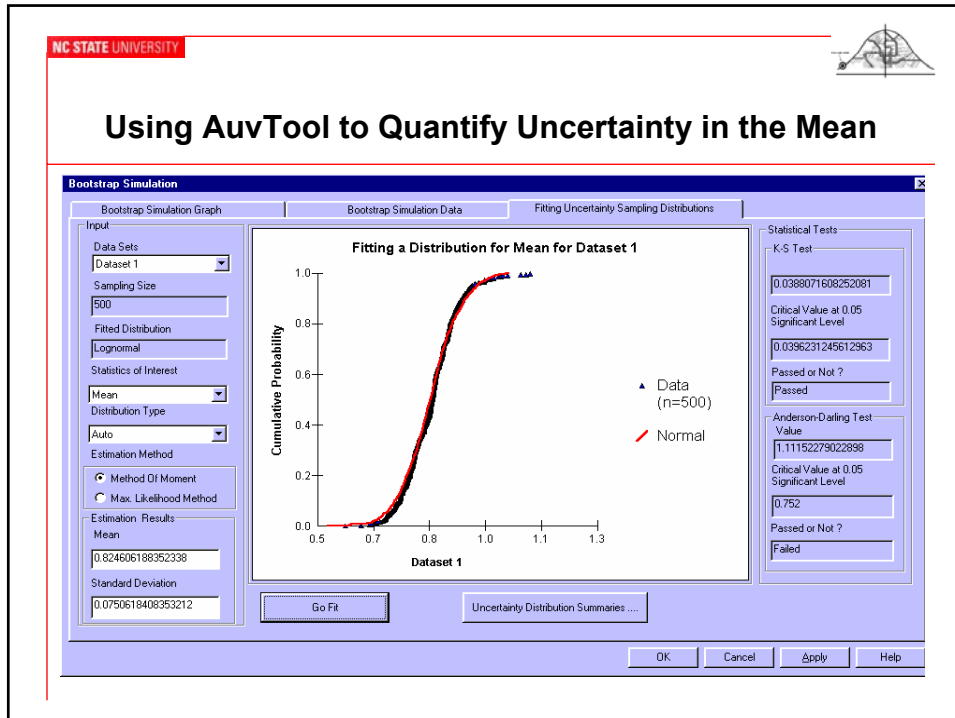 NC STATE UNIVERSITY
Using AuvTool to Quantify Uncertainty in the Mean
Bootstrap Simulation
Bootstrap Simulation Graph
Bootstrap Simulation Data
Fitting Uncertainty Sampling Distributions
Input
Data Sets
Dataset 1
Sampling Size
500
Fitted Distribution
Lognormal
Statistics of Interest
Mean
Distribution Type
Auto
Estimation Method
Method Of Moment
Max. Likelihood Method
Estimation Results
Mean
0.824606188352338
Standard Deviation
0.0750618408353212
Fitting a Distribution for Mean for Dataset 1
Cumulative Probability
1.0
0.8
0.6
0.4
0.2
0.0
0.5 0.7 0.8 1.0 1.1 1.3
Dataset 1
Data
(n=500)
Normal
Go Fit
Uncertainty Distribution Summaries ....
Statistical Tests
K-S Test
0.0388071608252081
Critical Value at 0.05
Significant Level
0.0396231245612963
Passed or Not ?
Passed
Anderson-Darling Test
Value
1.11152279022898
Critical Value at 0.05
Significant Level
0.752
Passed or Not ?
Failed
OK
Cancel
Apply
Help